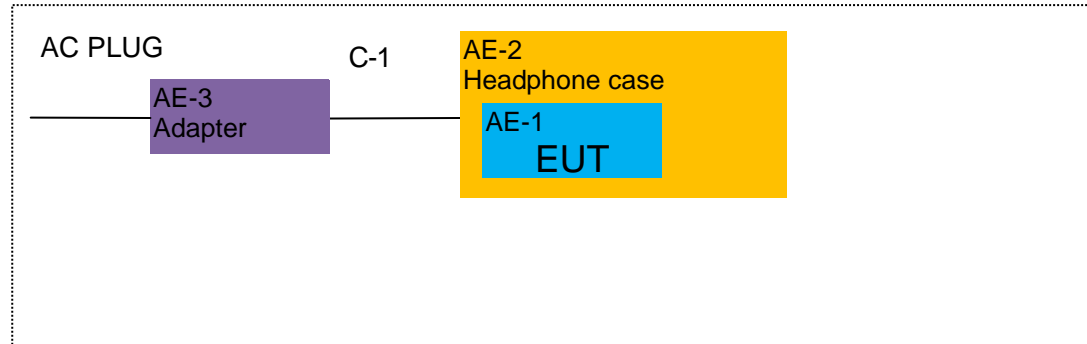 AC PLUG
C-1
AE-2
Headphone case
AE-3
Adapter
AE-1
EUT